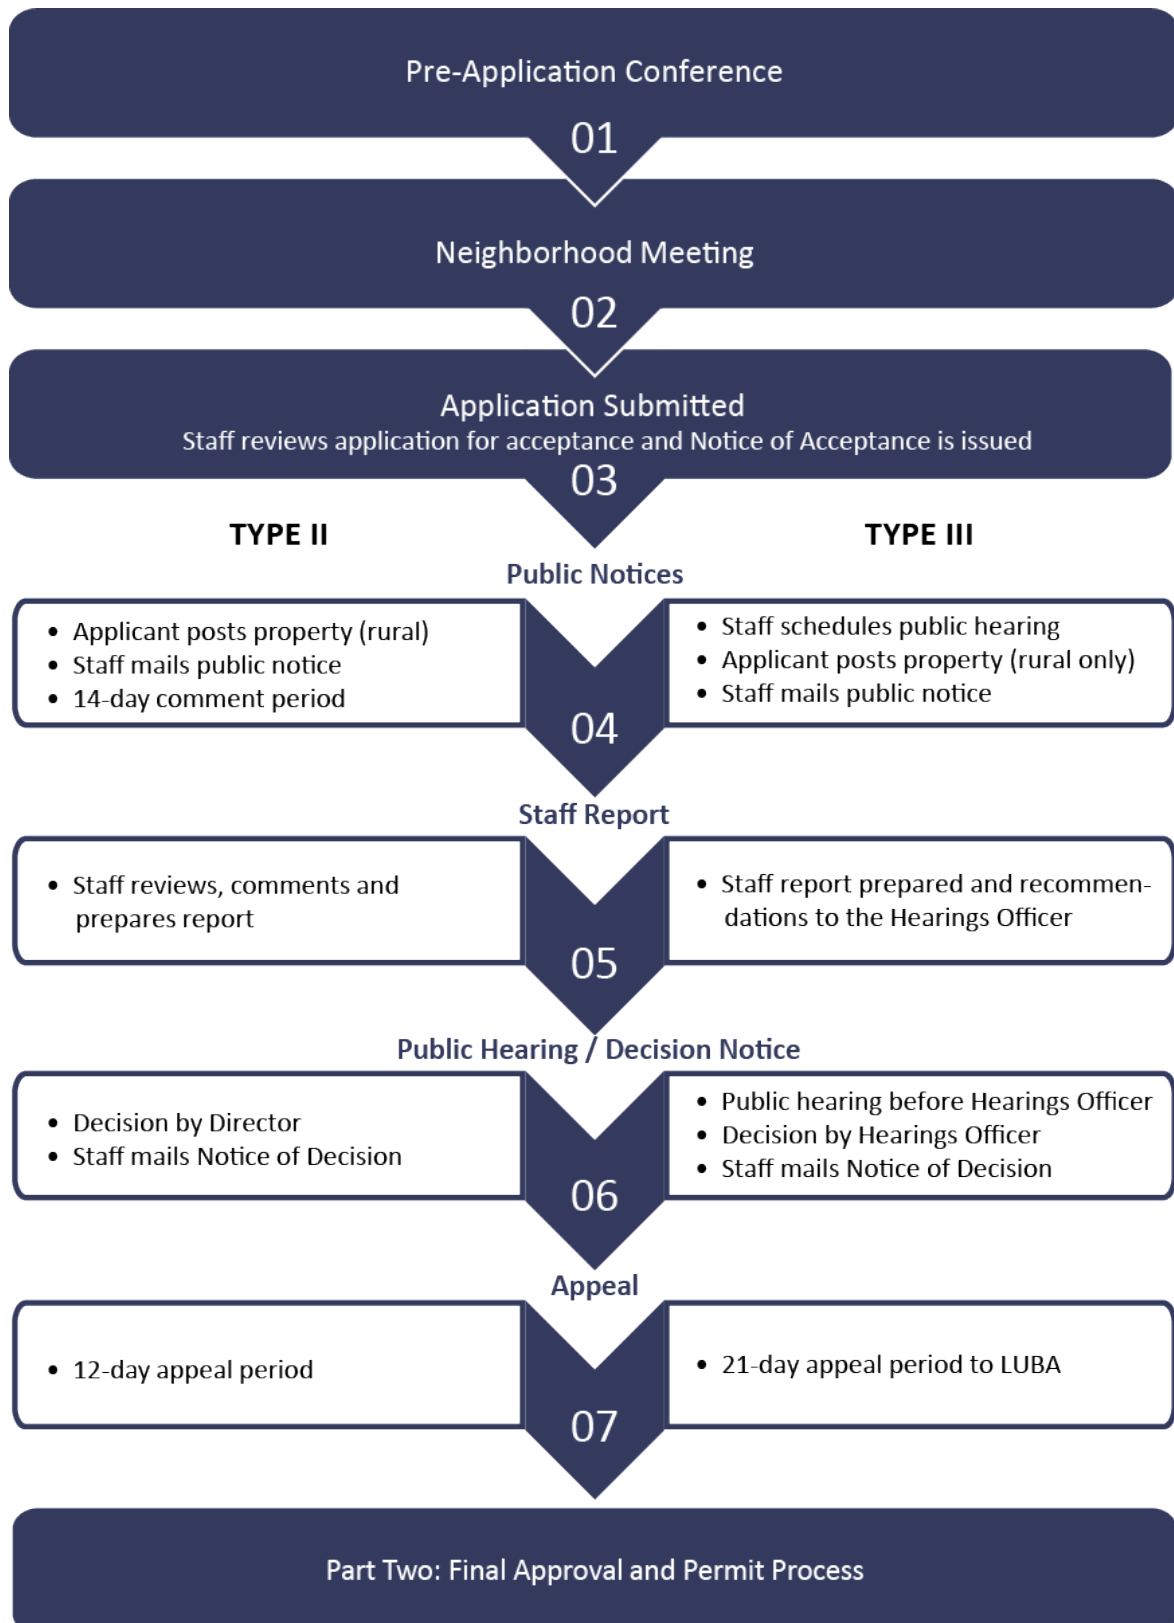 Pre-Application Conference
01
Neighborhood Meeting
02
Application Submitted
Staff reviews application for acceptance and Notice of Acceptance is issued
03
TYPE II
TYPE III
Public Notices
• Applicant posts property (rural)
• Staff mails public notice
• 14-day comment period
04
• Staff schedules public hearing
• Applicant posts property (rural only)
• Staff mails public notice
Staff Report
• Staff reviews, comments and
prepares report
05
• Staff report prepared and recommen-
dations to the Hearings Officer
Public Hearing / Decision Notice
• Decision by Director
• Staff mails Notice of Decision
06
• Public hearing before Hearings Officer
• Decision by Hearings Officer
• Staff mails Notice of Decision
Appeal
• 12-day appeal period
07
• 21-day appeal period to LUBA
Part Two: Final Approval and Permit Process